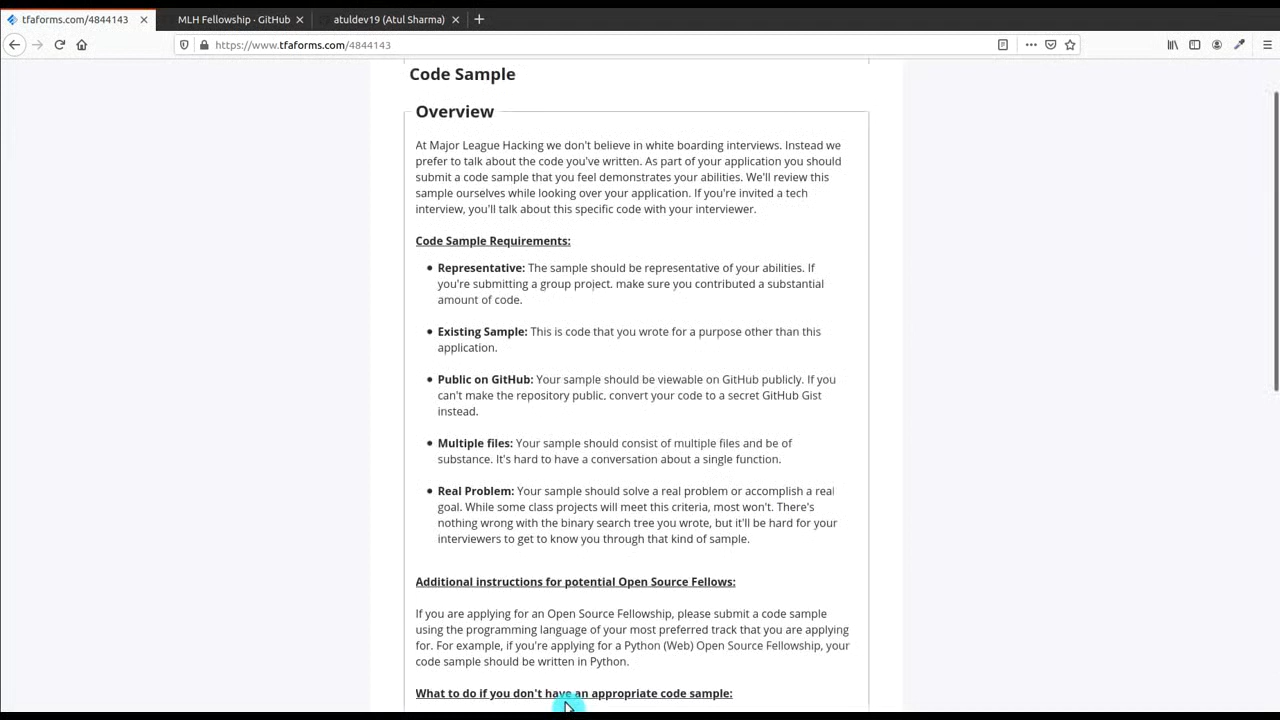 tfaforms.com/4844143
MLH Fellowship · GitHub
atuldev19 (Atul Sharma)
https://www.tfaforms.com/4844143
Code Sample
Overview
At Major League Hacking we don't believe in white boarding interviews. Instead we
prefer to talk about the code you've written. As part of your application you should
submit a code sample that you feel demonstrates your abilities. We'll review this
sample ourselves while looking over your application. If you're invited a tech
interview, you'll talk about this specific code with your interviewer.
Code Sample Requirements:
Representative: The sample should be representative of your abilities. If
you're submitting a group project. make sure you contributed a substantial
amount of code.
Existing Sample: This is code that you wrote for a purpose other than this
application.
Public on GitHub: Your sample should be viewable on GitHub publicly. If you
can't make the repository public, convert your code to a secret GitHub Gist
instead.
Multiple files: Your sample should consist of multiple files and be of
substance. It's hard to have a conversation about a single function.
Real Problem: Your sample should solve a real problem or accomplish a real
goal. While some class projects will meet this criteria, most won't. There's
nothing wrong with the binary search tree you wrote, but it'll be hard for your
interviewers to get to know you through that kind of sample.
Additional instructions for potential Open Source Fellows:
If you are applying for an Open Source Fellowship, please submit a code sample
using the programming language of your most preferred track that you are applying
for. For example, if you're applying for a Python (Web) Open Source Fellowship, your
code sample should be written in Python.
What to do if you don't have an appropriate code sample: